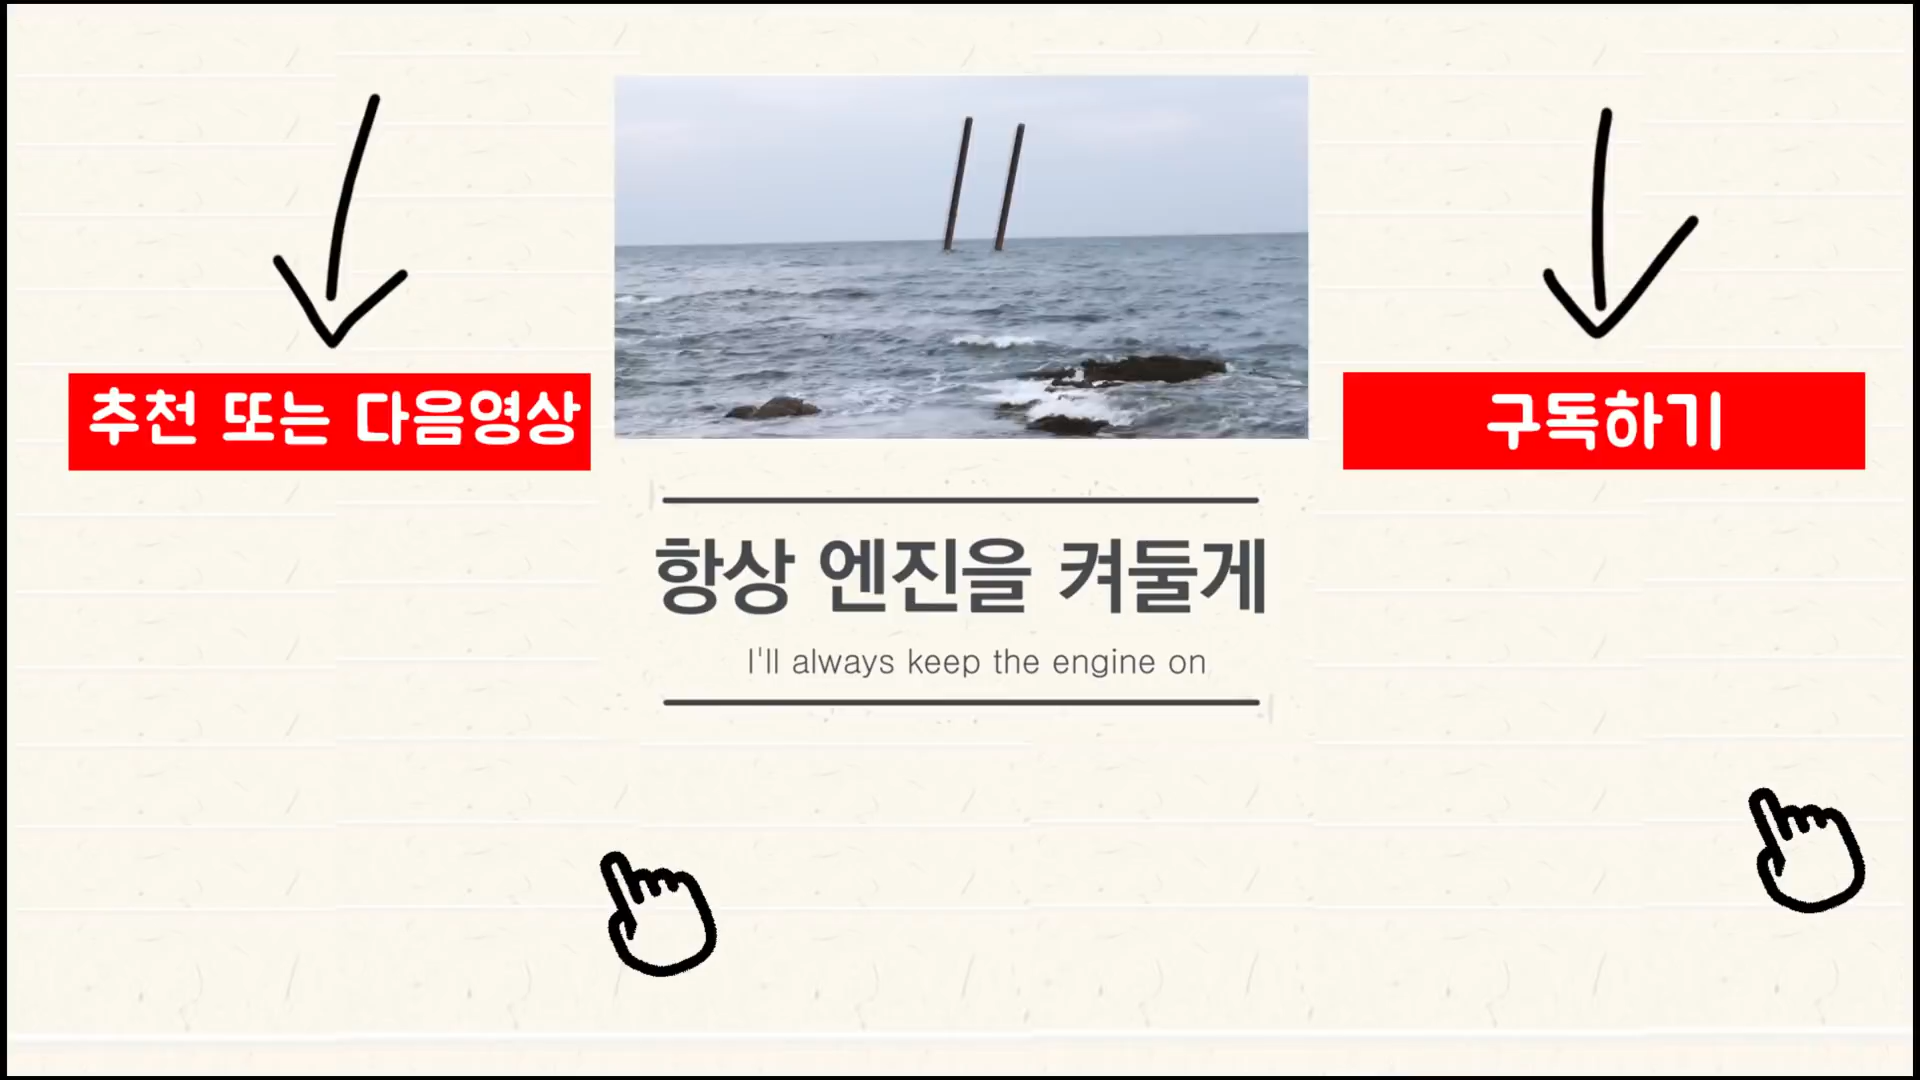 추천 또는 다음영상
구독하기
항상 엔진을 켜둘게
I'll always keep the engine on